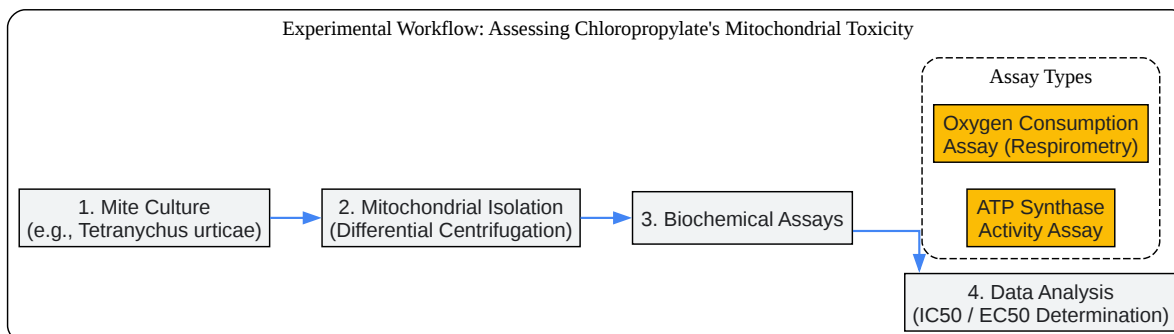 Experimental Workflow: Assessing Chloropropylate's Mitochondrial Toxicity
Assay Types
Oxygen Consumption
Assay (Respirometry)
ATP Synthase
Activity Assay
1. Mite Culture
(e.g., Tetranychus urticae)
2. Mitochondrial Isolation
(Differential Centrifugation)
3. Biochemical Assays
4. Data Analysis
(IC50 / EC50 Determination)